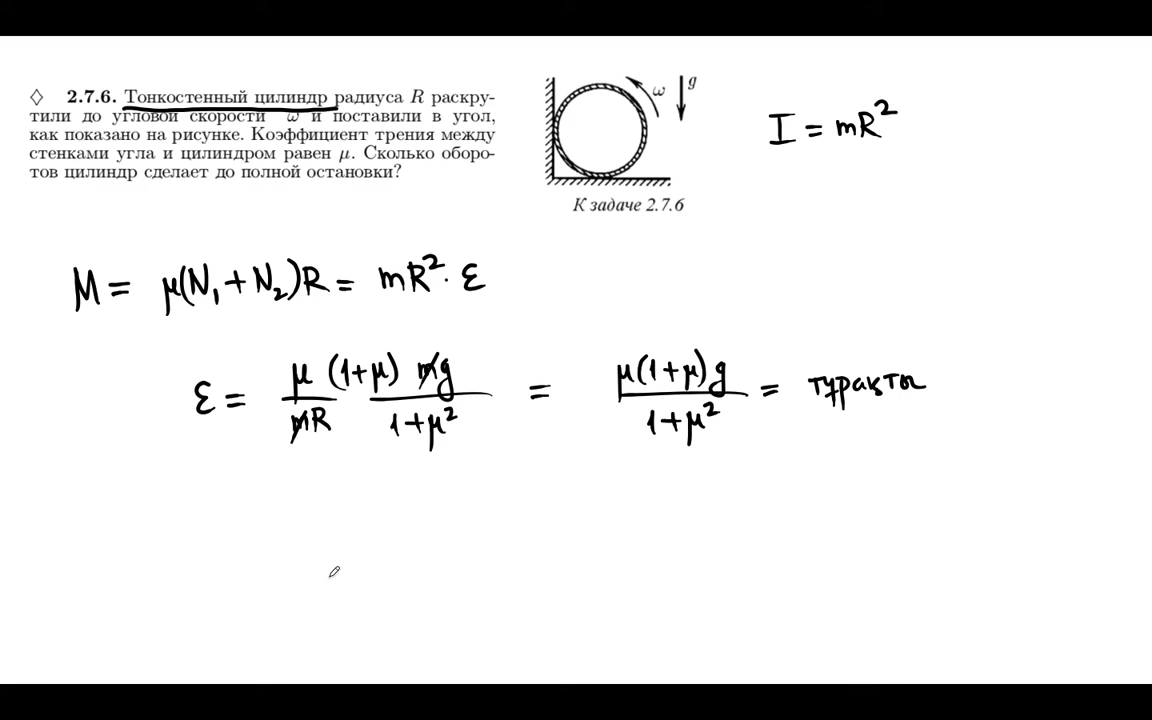 ◇ 2.7.6. Тонкостенный цилиндр радиуса R раскру-
тили до угловой скорости ω и поставили в угол,
как показано на рисунке. Коэффициент трения между
стенками угла и цилиндром равен μ. Сколько оборо-
тов цилиндр сделает до полной остановки?
ω
g
К задаче 2.7.6
I = mR²
M = μ(N₁ + N₂)R = mR² · ε
ε = μ/mR (1+μ) mg/1+μ² = μ(1+μ)g/1+μ² = тұрақты